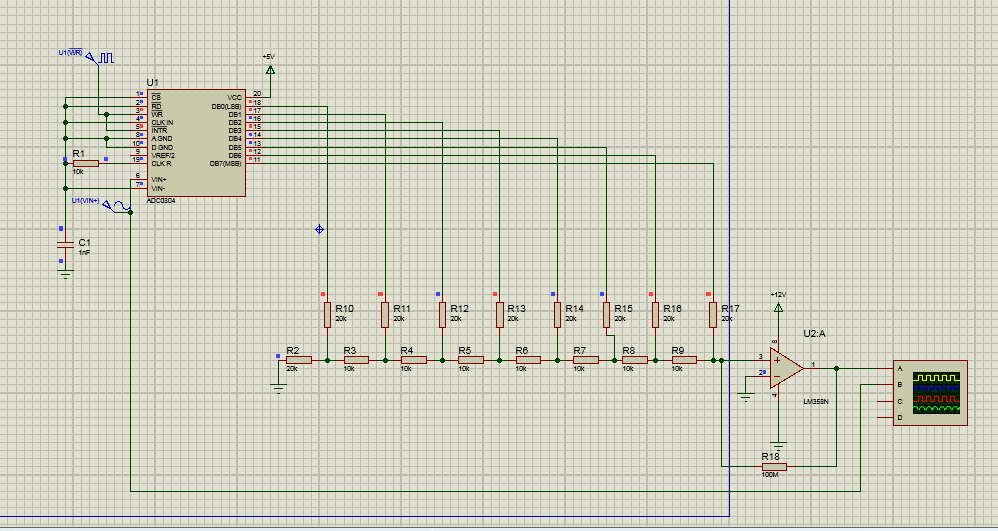 U1(WR)
+5V
U1
1 CS VCC 20
2 RD DB0(LSB) 18
3 WR DB1 17
4 CLK IN DB2 16
5 INTR DB3 15
8 A GND DB4 14
10 D GND DB5 13
9 VREF/2 DB6 12
19 CLK R DB7(MSB) 11
6 VIN+
7 VIN-
ADC0804
R1
10k
U1(VIN+)
C1
1nF
R10
20k
R11
20k
R12
20k
R13
20k
R14
20k
R15
20k
R16
20k
R17
20k
R2
20k
R3
10k
R4
10k
R5
10k
R6
10k
R7
10k
R8
10k
R9
10k
+12V
U2:A
8
3
2
1
4
LM358N
R18
100M
A
B
C
D